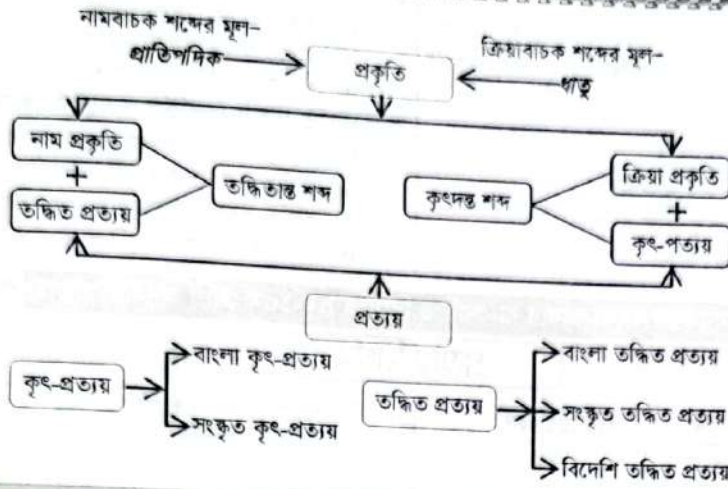 নামবাচক শব্দের মূল-
প্রাতিপদিক
প্রকৃতি
ক্রিয়াবাচক শব্দের মূল-
ধাতু
নাম প্রকৃতি
+
তদ্ধিত প্রত্যয়
তদ্ধিতান্ত শব্দ
কৃৎদন্ত শব্দ
ক্রিয়া প্রকৃতি
+
কৃৎ-পত্যয়
প্রত্যয়
কৃৎ-প্রত্যয়
বাংলা কৃৎ-প্রত্যয়
সংস্কৃত কৃৎ-প্রত্যয়
তদ্ধিত প্রত্যয়
বাংলা তদ্ধিত প্রত্যয়
সংস্কৃত তদ্ধিত প্রত্যয়
বিদেশি তদ্ধিত প্রত্যয়